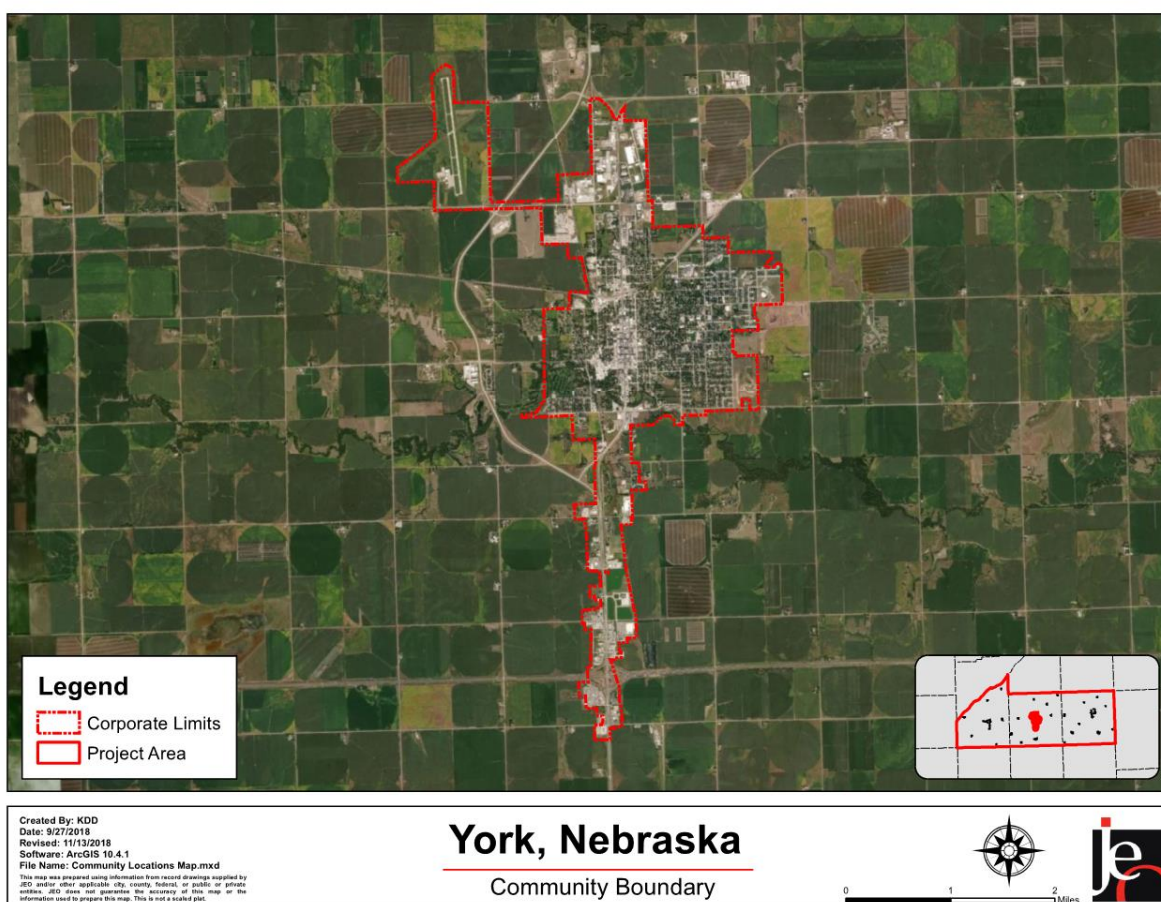 Legend
Corporate Limits
Project Area
Created By: KDD
Date: 9/27/2018
Revised: 11/13/2018
Software: ArcGIS 10.4.1
File Name: Community Locations Map.mxd
This map was prepared using information from record drawings supplied by
JEO and/or other applicable city, county, federal, or public or private
entities. JEO does not guarantee the accuracy of this map or the
information used to prepare this map. This is not a scaled plat.
York, Nebraska
Community Boundary
0 1 2
Miles
jeo